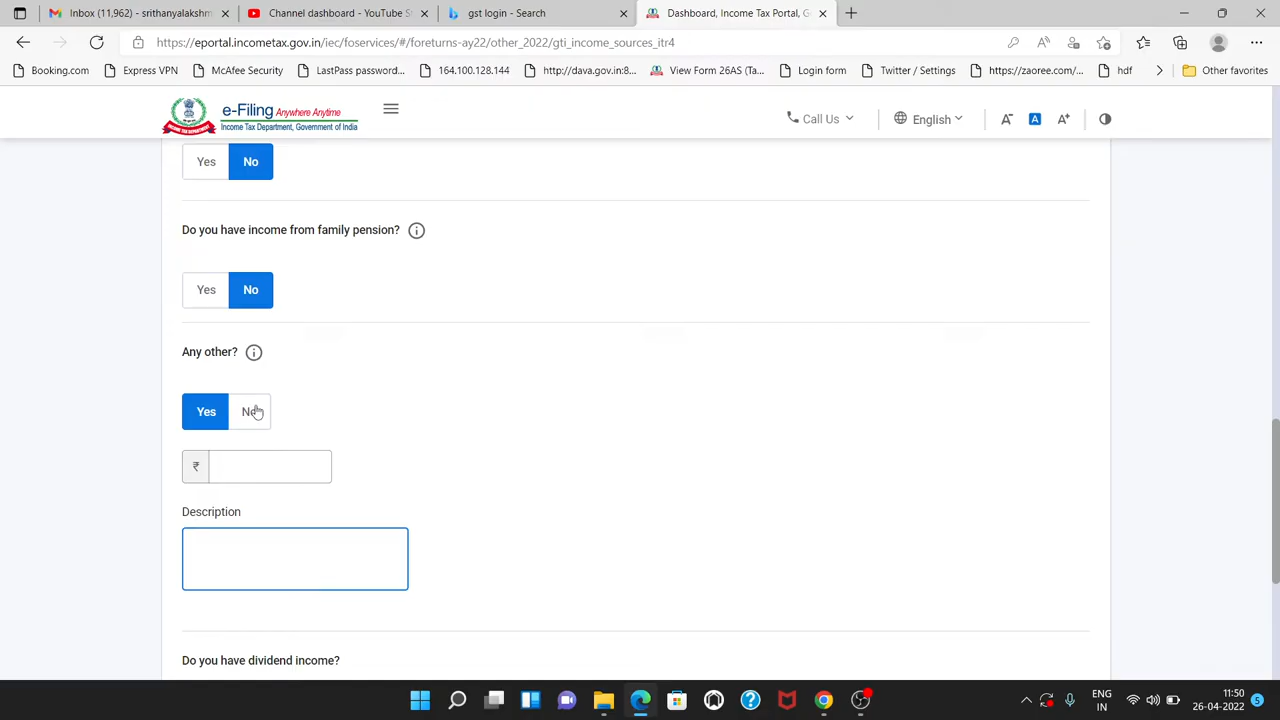 Inbox (11,962) - srithanyalakshm
Channel dashboard - YouTube S
gst login - Search
Dashboard, Income Tax Portal, G
https://eportal.incometax.gov.in/iec/foservices/#/foreturns-ay22/other_2022/gti_income_sources_itr4
Booking.com
Express VPN
McAfee Security
LastPass password...
164.100.128.144
http://dava.gov.in:8...
View Form 26AS (Ta...
Login form
Twitter / Settings
https://zaoree.com/...
hdf
Other favorites
e-Filing Anywhere Anytime
Income Tax Department, Government of India
Call Us
English
A-
A
A+
Yes
No
Do you have income from family pension?
Yes
No
Any other?
Yes
No
₹
Description
Do you have dividend income?
ENG
IN
11:50
26-04-2022
5